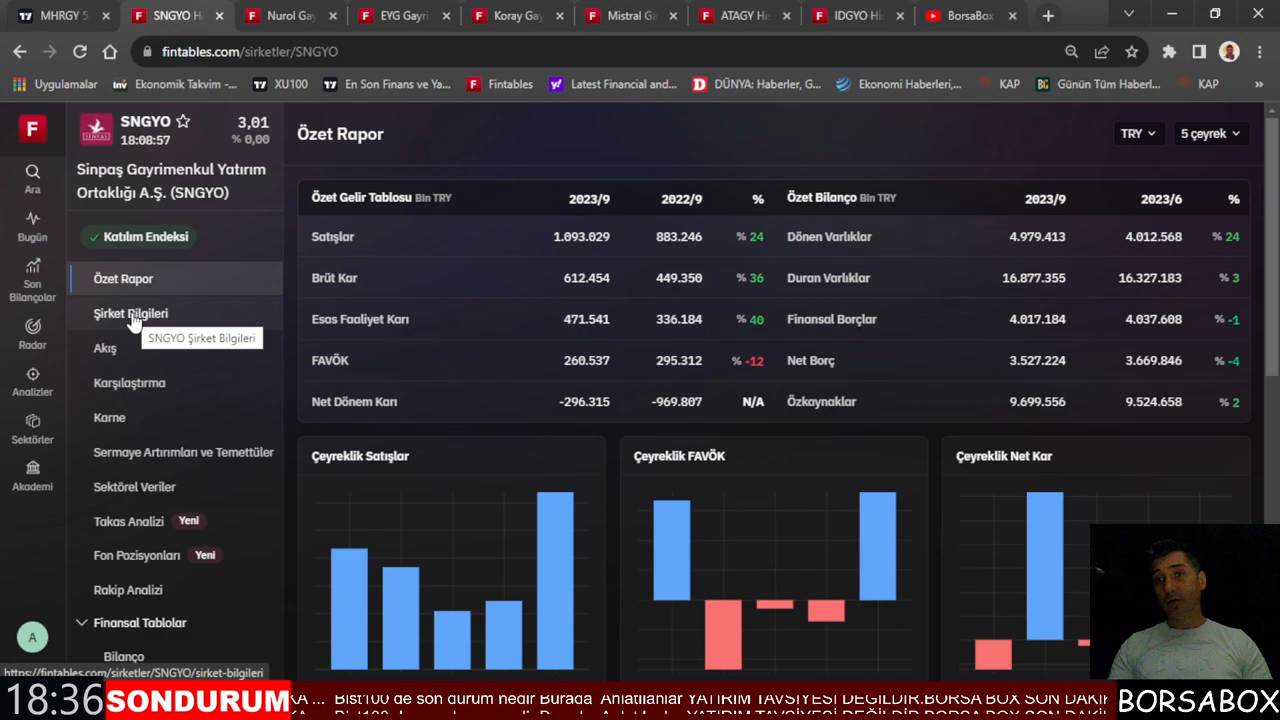 MHRGY 5
SNGYO Hi
Nurol Gay
EYG Gayri
Koray Gay
Mistral Ga
ATAGY His
IDGYO His
BorsaBox
fintables.com/sirketler/SNGYO
Uygulamalar
Ekonomik Takvim -...
XU100
En Son Finans ve Ya...
Fintables
Latest Financial and...
DÜNYA: Haberler, G...
Ekonomi Haberleri,...
KAP
Günün Tüm Haberl...
KAP
»
Ara
Bugün
Son
Bilançolar
Radar
Analizler
Sektörler
Akademi
A
SNGYO
3,01
18:08:57
% 0,00
Sinpaş Gayrimenkul Yatırım
Ortaklığı A.Ş. (SNGYO)
Katılım Endeksi
Özet Rapor
Şirket Bilgileri
SNGYO Şirket Bilgileri
Akış
Karşılaştırma
Karne
Sermaye Artırımları ve Temettüler
Sektörel Veriler
Takas Analizi Yeni
Fon Pozisyonları Yeni
Rakip Analizi
Finansal Tablolar
Bilanço
https://fintables.com/sirketler/SNGYO/sirket-bilgileri
Özet Rapor
TRY
5 çeyrek
Özet Gelir Tablosu Bin TRY 2023/9 2022/9 %
Satışlar 1.093.029 883.246 % 24
Brüt Kar 612.454 449.350 % 36
Esas Faaliyet Karı 471.541 336.184 % 40
FAVÖK 260.537 295.312 % -12
Net Dönem Karı -296.315 -969.807 N/A
Özet Bilanço Bin TRY 2023/9 2023/6 %
Dönen Varlıklar 4.979.413 4.012.568 % 24
Duran Varlıklar 16.877.355 16.327.183 % 3
Finansal Borçlar 4.017.184 4.037.608 % -1
Net Borç 3.527.224 3.669.846 % -4
Özkaynaklar 9.699.556 9.524.658 % 2
Çeyreklik Satışlar
Çeyreklik FAVÖK
Çeyreklik Net Kar
18:36 SONDURUM
KA ... Bist100 de son durum nedir Burada Anlatılanlar YATIRIM TAVSİYESİ DEĞİLDİR.BORSA BOX SON DAKİK
BORSABOX